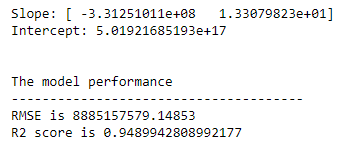 Slope: [ -3.31251011e+08   1.33079823e+01]
Intercept: 5.01921685193e+17
The model performance
--------------------------------------
RMSE is 8885157579.14853
R2 score is 0.9489942808992177